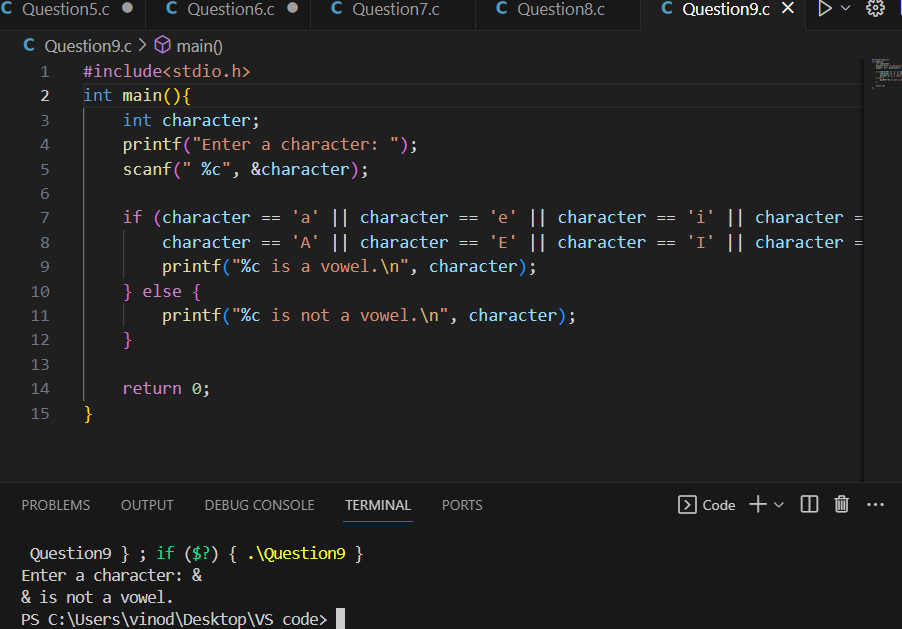 C Question5.c ● C Question6.c ● C Question7.c C Question8.c C Question9.c ×
C Question9.c > main()
1 #include<stdio.h>
2 int main(){
3 int character;
4 printf("Enter a character: ");
5 scanf(" %c", &character);
6
7 if (character == 'a' || character == 'e' || character == 'i' || character =
8 character == 'A' || character == 'E' || character == 'I' || character =
9 printf("%c is a vowel.\n", character);
10 } else {
11 printf("%c is not a vowel.\n", character);
12 }
13
14 return 0;
15 }
PROBLEMS OUTPUT DEBUG CONSOLE TERMINAL PORTS Code
Question9 } ; if ($?) { .\Question9 }
Enter a character: &
& is not a vowel.
PS C:\Users\vinod\Desktop\VS code>